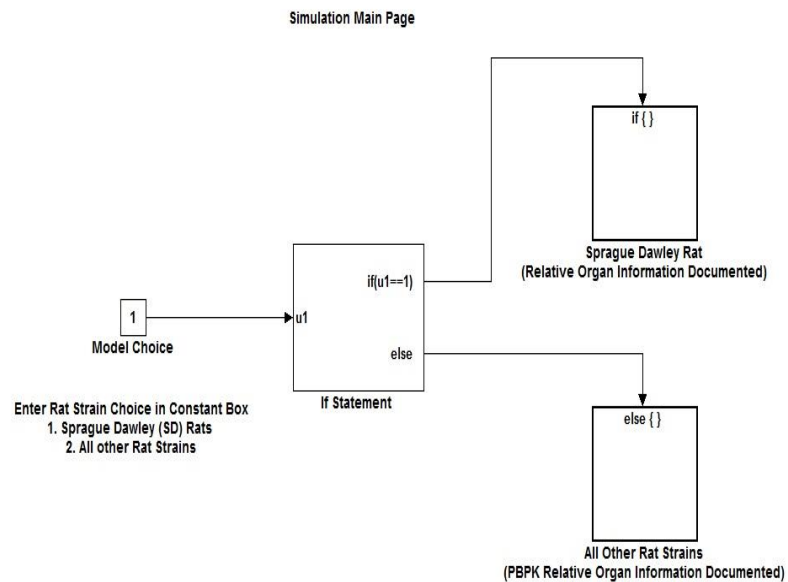 Simulation Main Page
if { }
Sprague Dawley Rat
(Relative Organ Information Documented)
if(u1==1)
1
u1
Model Choice
else
If Statement
Enter Rat Strain Choice in Constant Box
1. Sprague Dawley (SD) Rats
2. All other Rat Strains
else { }
All Other Rat Strains
(PBPK Relative Organ Information Documented)